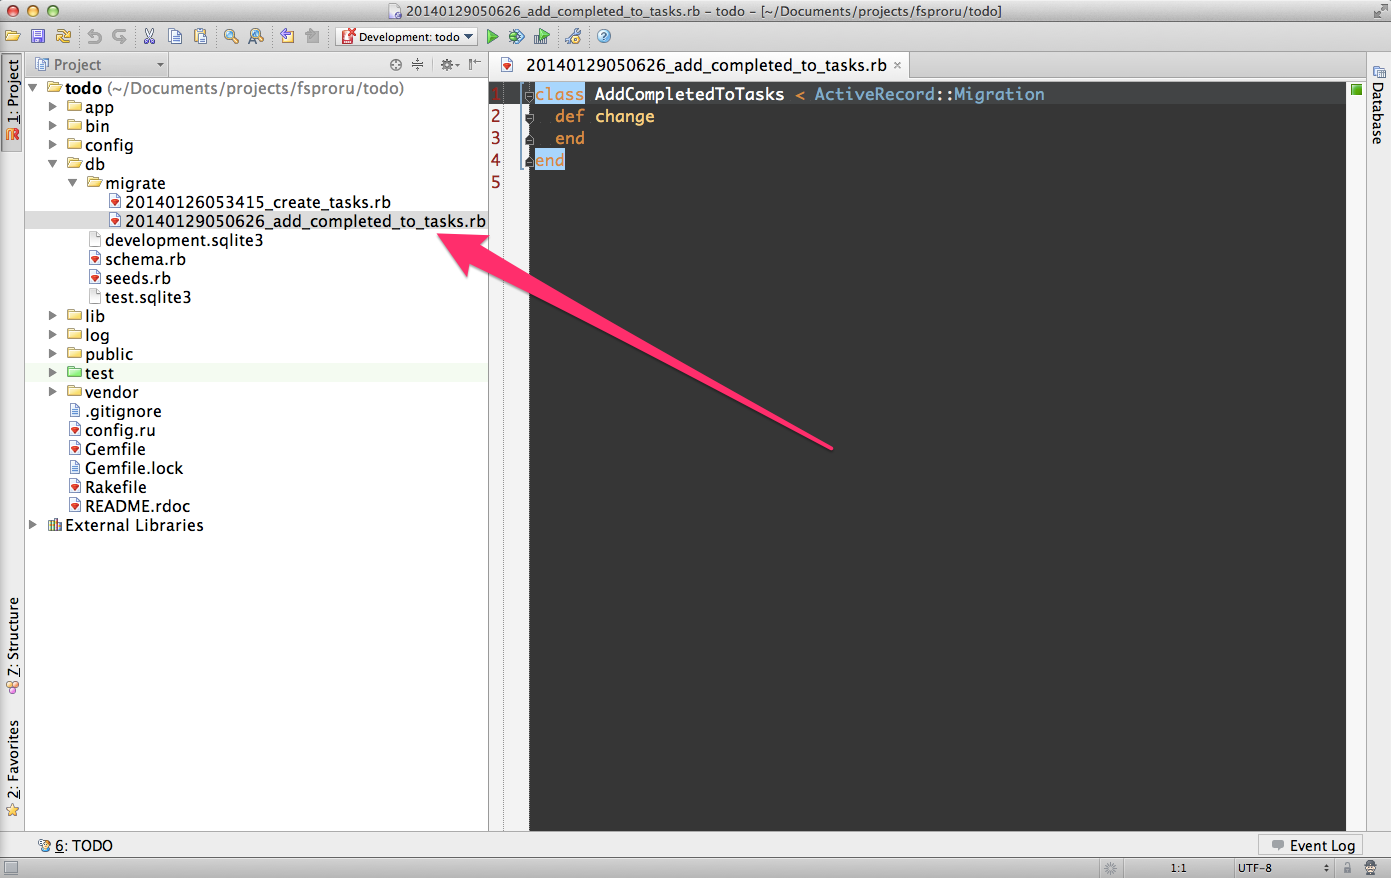 20140129050626_add_completed_to_tasks.rb – todo – [~/Documents/projects/fsproru/todo]
Development: todo
1: Project
Project
20140129050626_add_completed_to_tasks.rb
todo (~/Documents/projects/fsproru/todo)
app
bin
config
db
migrate
20140126053415_create_tasks.rb
20140129050626_add_completed_to_tasks.rb
development.sqlite3
schema.rb
seeds.rb
test.sqlite3
lib
log
public
test
vendor
.gitignore
config.ru
Gemfile
Gemfile.lock
Rakefile
README.rdoc
External Libraries
1 class AddCompletedToTasks < ActiveRecord::Migration
2 def change
3 end
4 end
5
Database
7: Structure
2: Favorites
6: TODO
Event Log
1:1
UTF-8